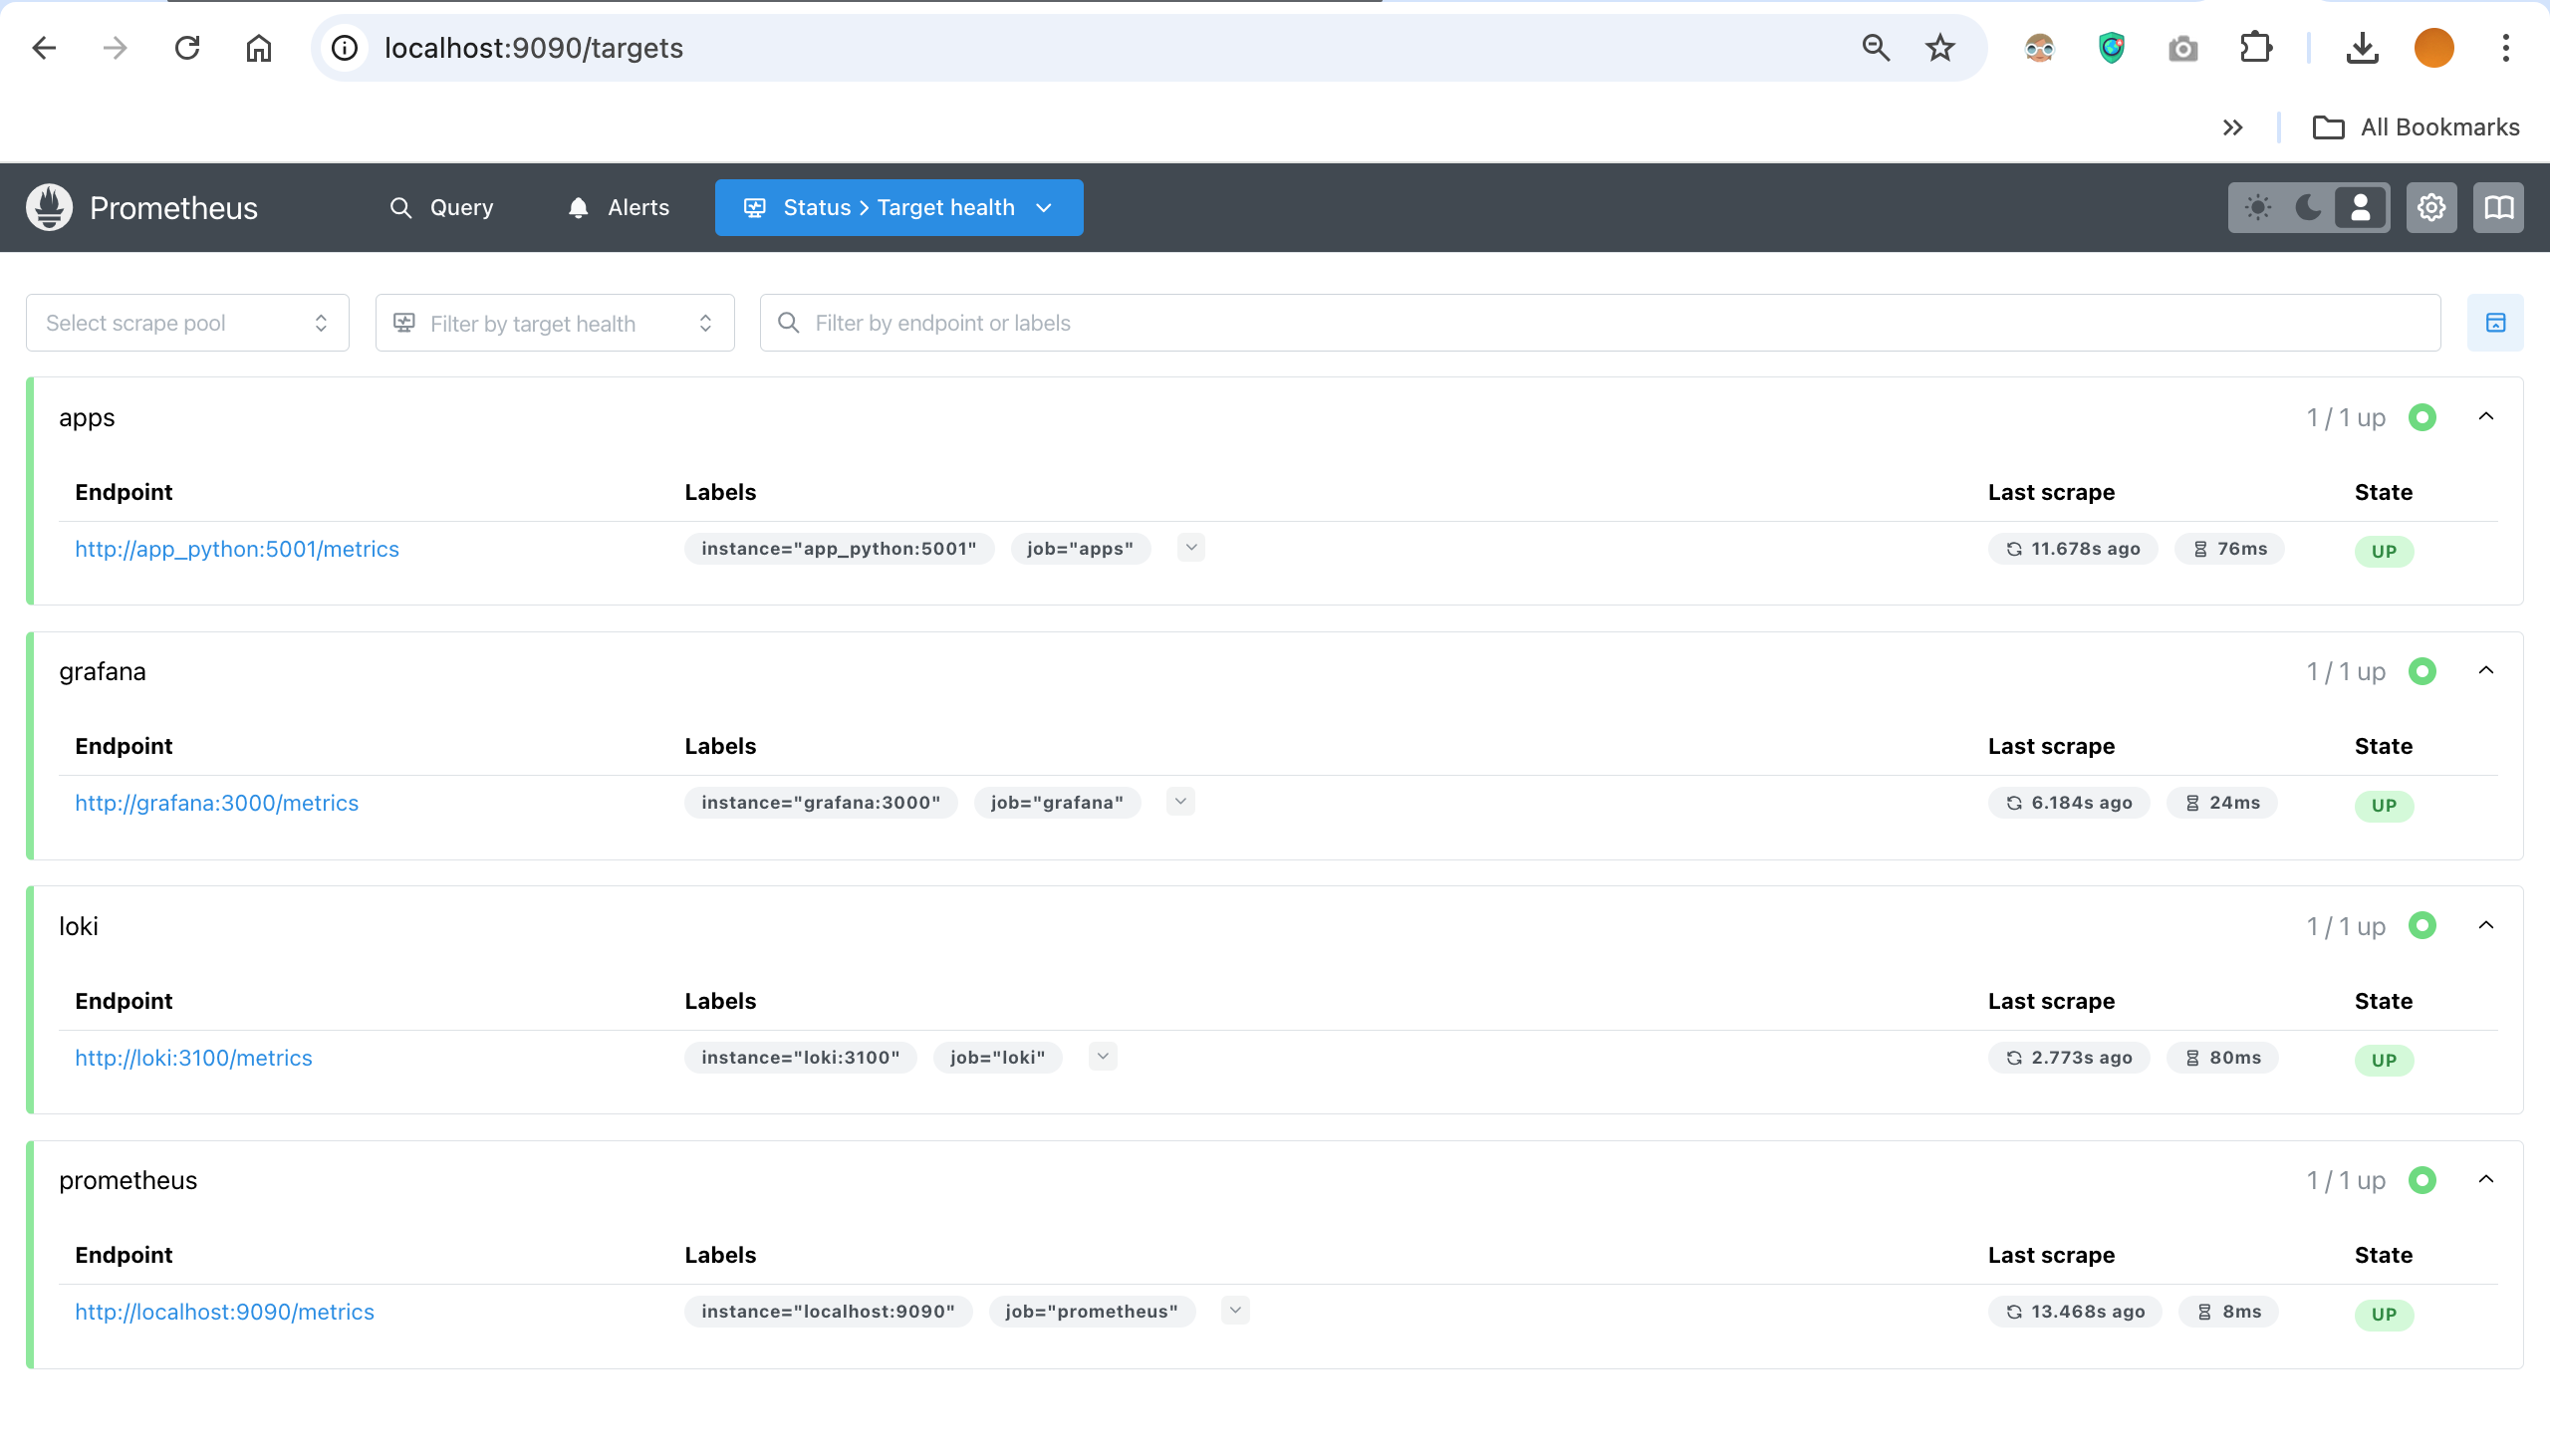 localhost:9090/targets
All Bookmarks
Prometheus Query Alerts Status > Target health
Select scrape pool Filter by target health Filter by endpoint or labels
apps 1 / 1 up
Endpoint Labels Last scrape State
http://app_python:5001/metrics instance="app_python:5001" job="apps" 11.678s ago 76ms UP
grafana 1 / 1 up
Endpoint Labels Last scrape State
http://grafana:3000/metrics instance="grafana:3000" job="grafana" 6.184s ago 24ms UP
loki 1 / 1 up
Endpoint Labels Last scrape State
http://loki:3100/metrics instance="loki:3100" job="loki" 2.773s ago 80ms UP
prometheus 1 / 1 up
Endpoint Labels Last scrape State
http://localhost:9090/metrics instance="localhost:9090" job="prometheus" 13.468s ago 8ms UP